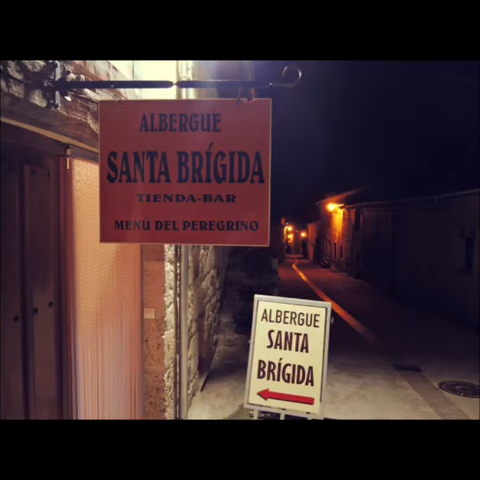 ALBERGUE
SANTA BRÍGIDA
TIENDA-BAR
MENÚ DEL PEREGRINO
ALBERGUE
SANTA
BRÍGIDA